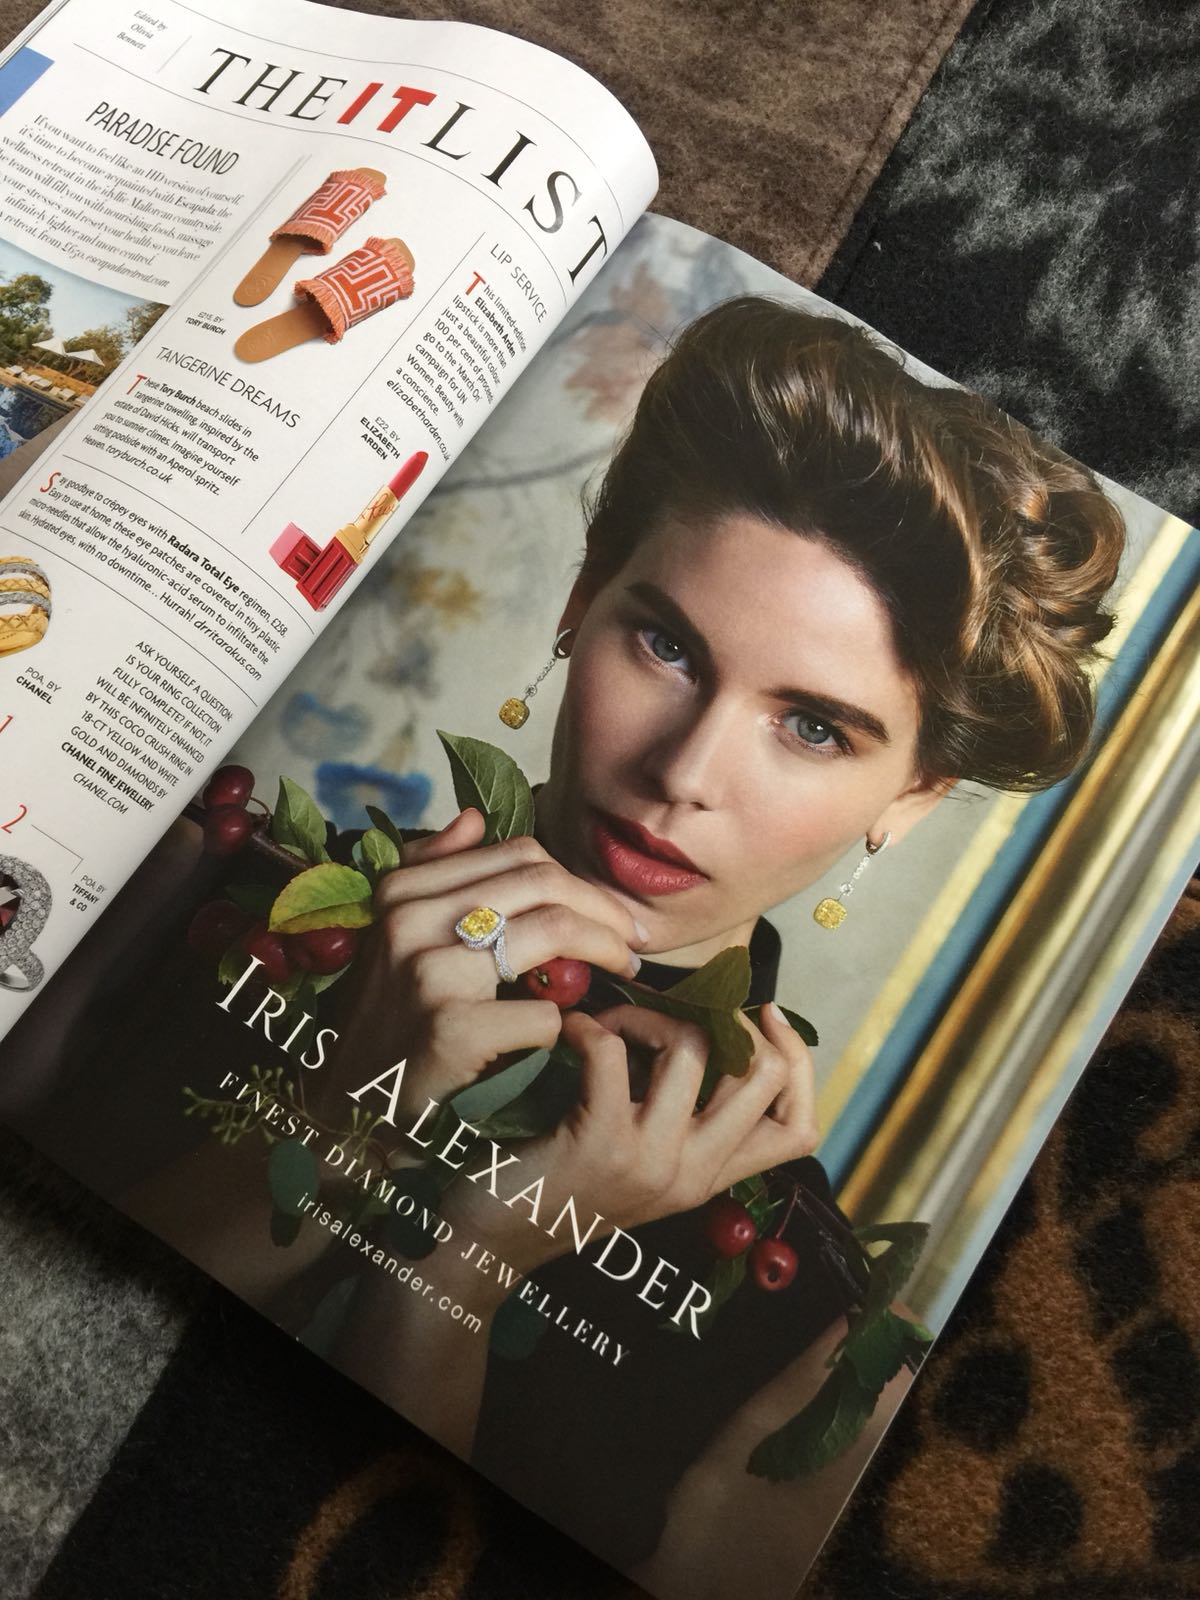 Edited by
Olivia
Bennett
THE IT LIST
PARADISE FOUND
If you want to feel like an HD version of yourself,
it's time to become acquainted with Escapada: the
wellness retreat in the idyllic Mallorcan countryside.
The team will fill you with nourishing foods, massage
your stresses and reset your health so you leave
infinitely lighter and more centred.
retreat, from £650, escapadaretreat.com
£215, BY
TORY BURCH
TANGERINE DREAMS
These Tory Burch beach slides in
tangerine towelling, inspired by the
estate of David Hicks, will transport
you to sunnier climes. Imagine yourself
sitting poolside with an Aperol spritz.
Heaven. toryburch.co.uk
LIP SERVICE
This limited-edition
Elizabeth Arden
lipstick is more than
just a beautiful colour:
100 per cent of proceeds
go to the 'March On'
campaign for UN
Women. Beauty with
a conscience.
elizabetharden.co.uk
£22, BY
ELIZABETH
ARDEN
Say goodbye to crêpey eyes with Radara Total Eye regimen, £258.
Easy to use at home, these eye patches are covered in tiny plastic
micro-needles that allow the hyaluronic-acid serum to infiltrate the
skin. Hydrated eyes, with no downtime... Hurrah! drritarakus.com
POA, BY
CHANEL
ASK YOURSELF A QUESTION:
IS YOUR RING COLLECTION
FULLY COMPLETE? IF NOT, IT
WILL BE INFINITELY ENHANCED
BY THIS COCO CRUSH RING IN
18-CT YELLOW AND WHITE
GOLD AND DIAMONDS BY
CHANEL FINE JEWELLERY.
CHANEL.COM
1
2
POA, BY
TIFFANY
& CO
IRIS ALEXANDER
FINEST DIAMOND JEWELLERY
irisalexander.com